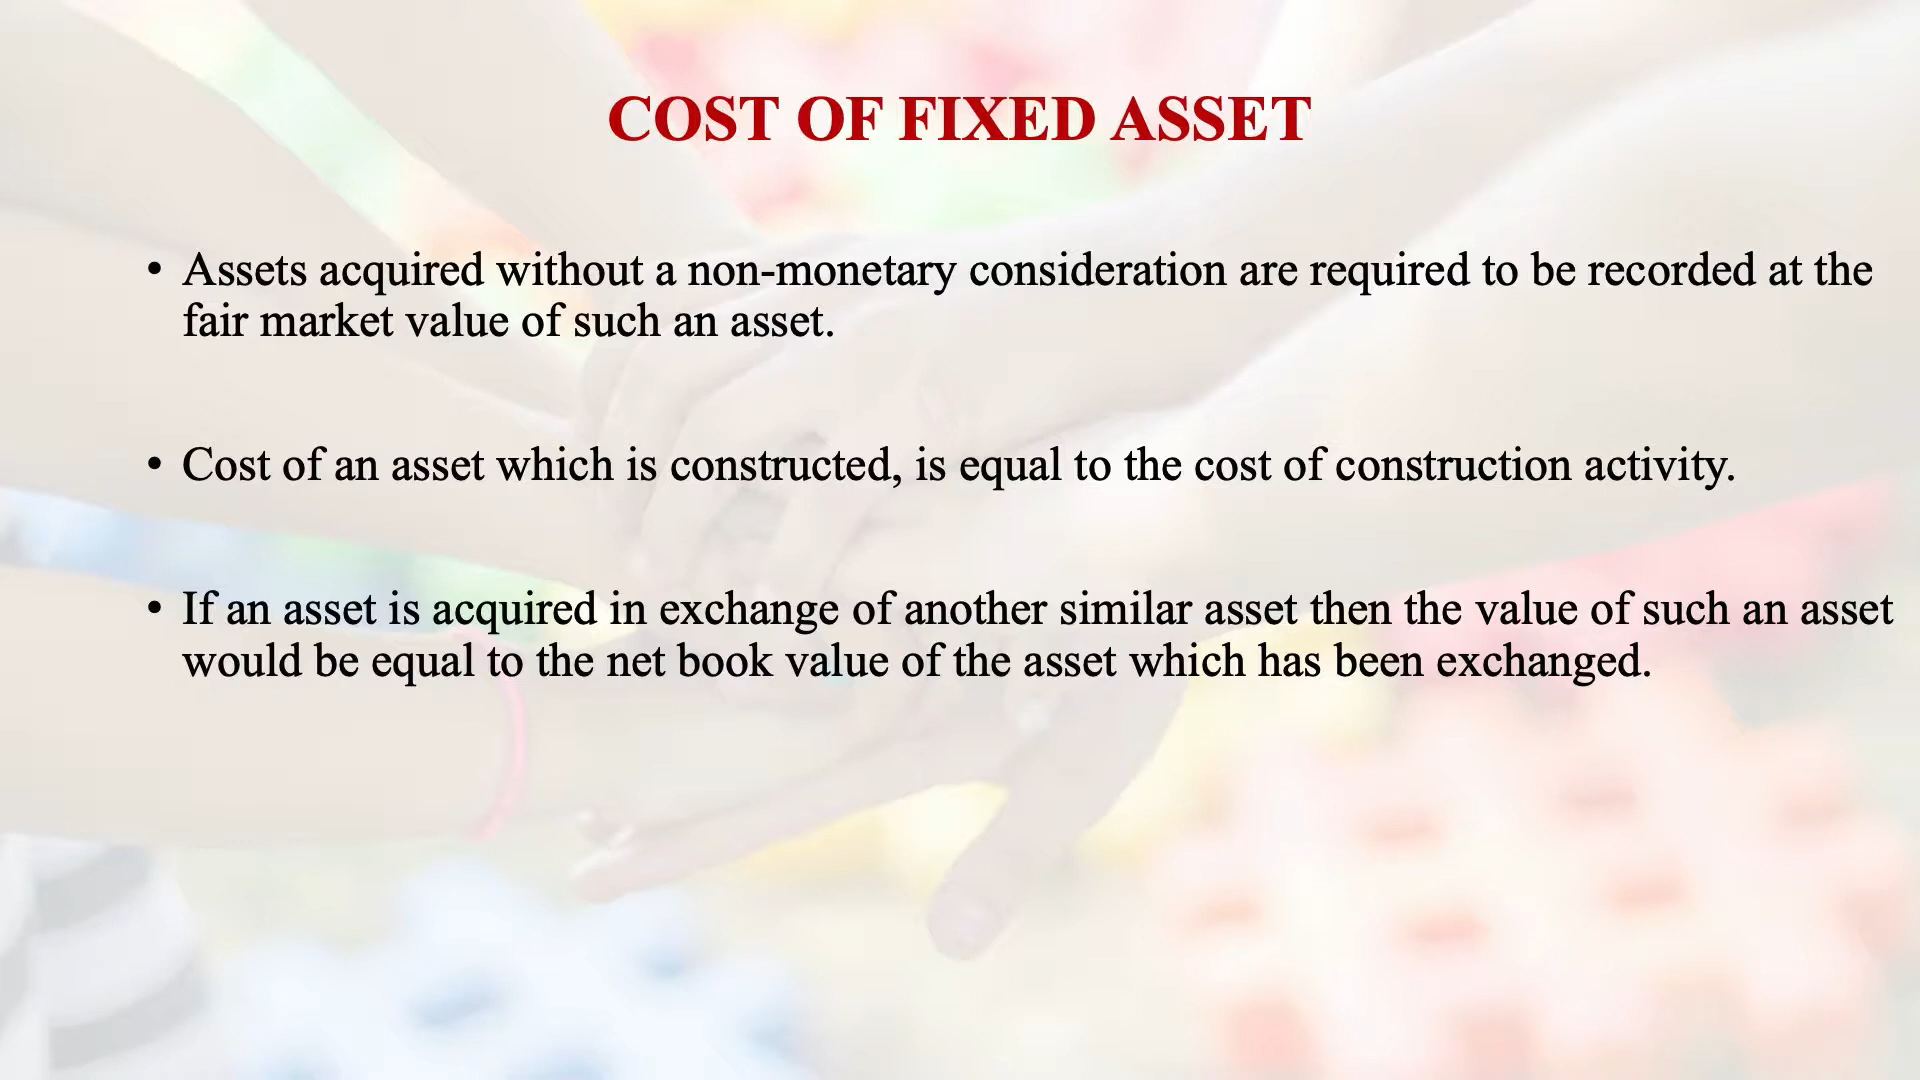 COST OF FIXED ASSET
• Assets acquired without a non-monetary consideration are required to be recorded at the
fair market value of such an asset.
• Cost of an asset which is constructed, is equal to the cost of construction activity.
• If an asset is acquired in exchange of another similar asset then the value of such an asset
would be equal to the net book value of the asset which has been exchanged.